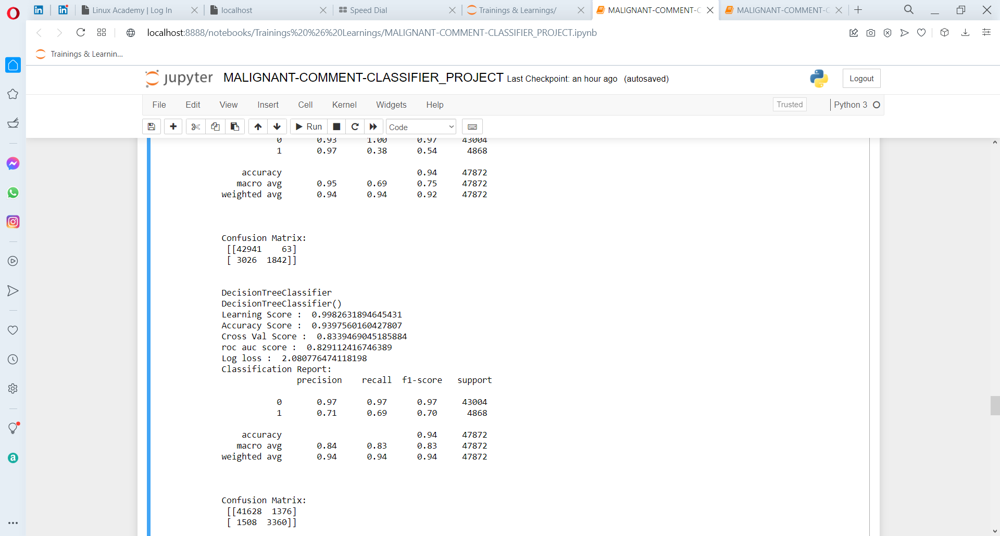 Linux Academy | Log In
localhost
Speed Dial
Trainings & Learnings/
MALIGNANT-COMMENT-C
MALIGNANT-COMMENT-C
localhost:8888/notebooks/Trainings%20%26%20Learnings/MALIGNANT-COMMENT-CLASSIFIER_PROJECT.ipynb
Trainings & Learnin...
jupyter MALIGNANT-COMMENT-CLASSIFIER_PROJECT Last Checkpoint: an hour ago (autosaved)
Logout
File Edit View Insert Cell Kernel Widgets Help
Trusted
Python 3
Run
Code
0 0.93 1.00 0.97 43004
1 0.97 0.38 0.54 4868
accuracy 0.94 47872
macro avg 0.95 0.69 0.75 47872
weighted avg 0.94 0.94 0.92 47872
Confusion Matrix:
[[42941 63]
[ 3026 1842]]
DecisionTreeClassifier
DecisionTreeClassifier()
Learning Score : 0.9982631894645431
Accuracy Score : 0.9397560160427807
Cross Val Score : 0.8339469045185884
roc auc score : 0.829112416746389
Log loss : 2.080776474118198
Classification Report:
precision recall f1-score support
0 0.97 0.97 0.97 43004
1 0.71 0.69 0.70 4868
accuracy 0.94 47872
macro avg 0.84 0.83 0.83 47872
weighted avg 0.94 0.94 0.94 47872
Confusion Matrix:
[[41628 1376]
[ 1508 3360]]